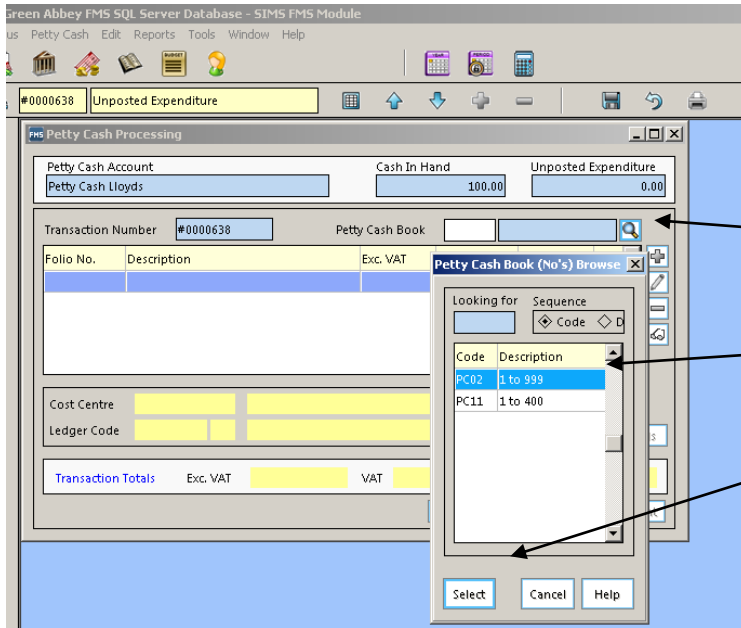 Green Abbey FMS SQL Server Database - SIMS FMS Module
us Petty Cash Edit Reports Tools Window Help
BUDGET
YEAR
PERIOD
#0000638 Unposted Expenditure
FMS Petty Cash Processing
Petty Cash Account Cash In Hand Unposted Expenditure
Petty Cash Lloyds 100.00 0.00
Transaction Number #0000638 Petty Cash Book
Folio No. Description Exc. VAT
Petty Cash Book (No's) Browse
Looking for Sequence
Code D
Code Description
PC02 1 to 999
PC11 1 to 400
Cost Centre
Ledger Code
Transaction Totals Exc. VAT VAT
Select Cancel Help